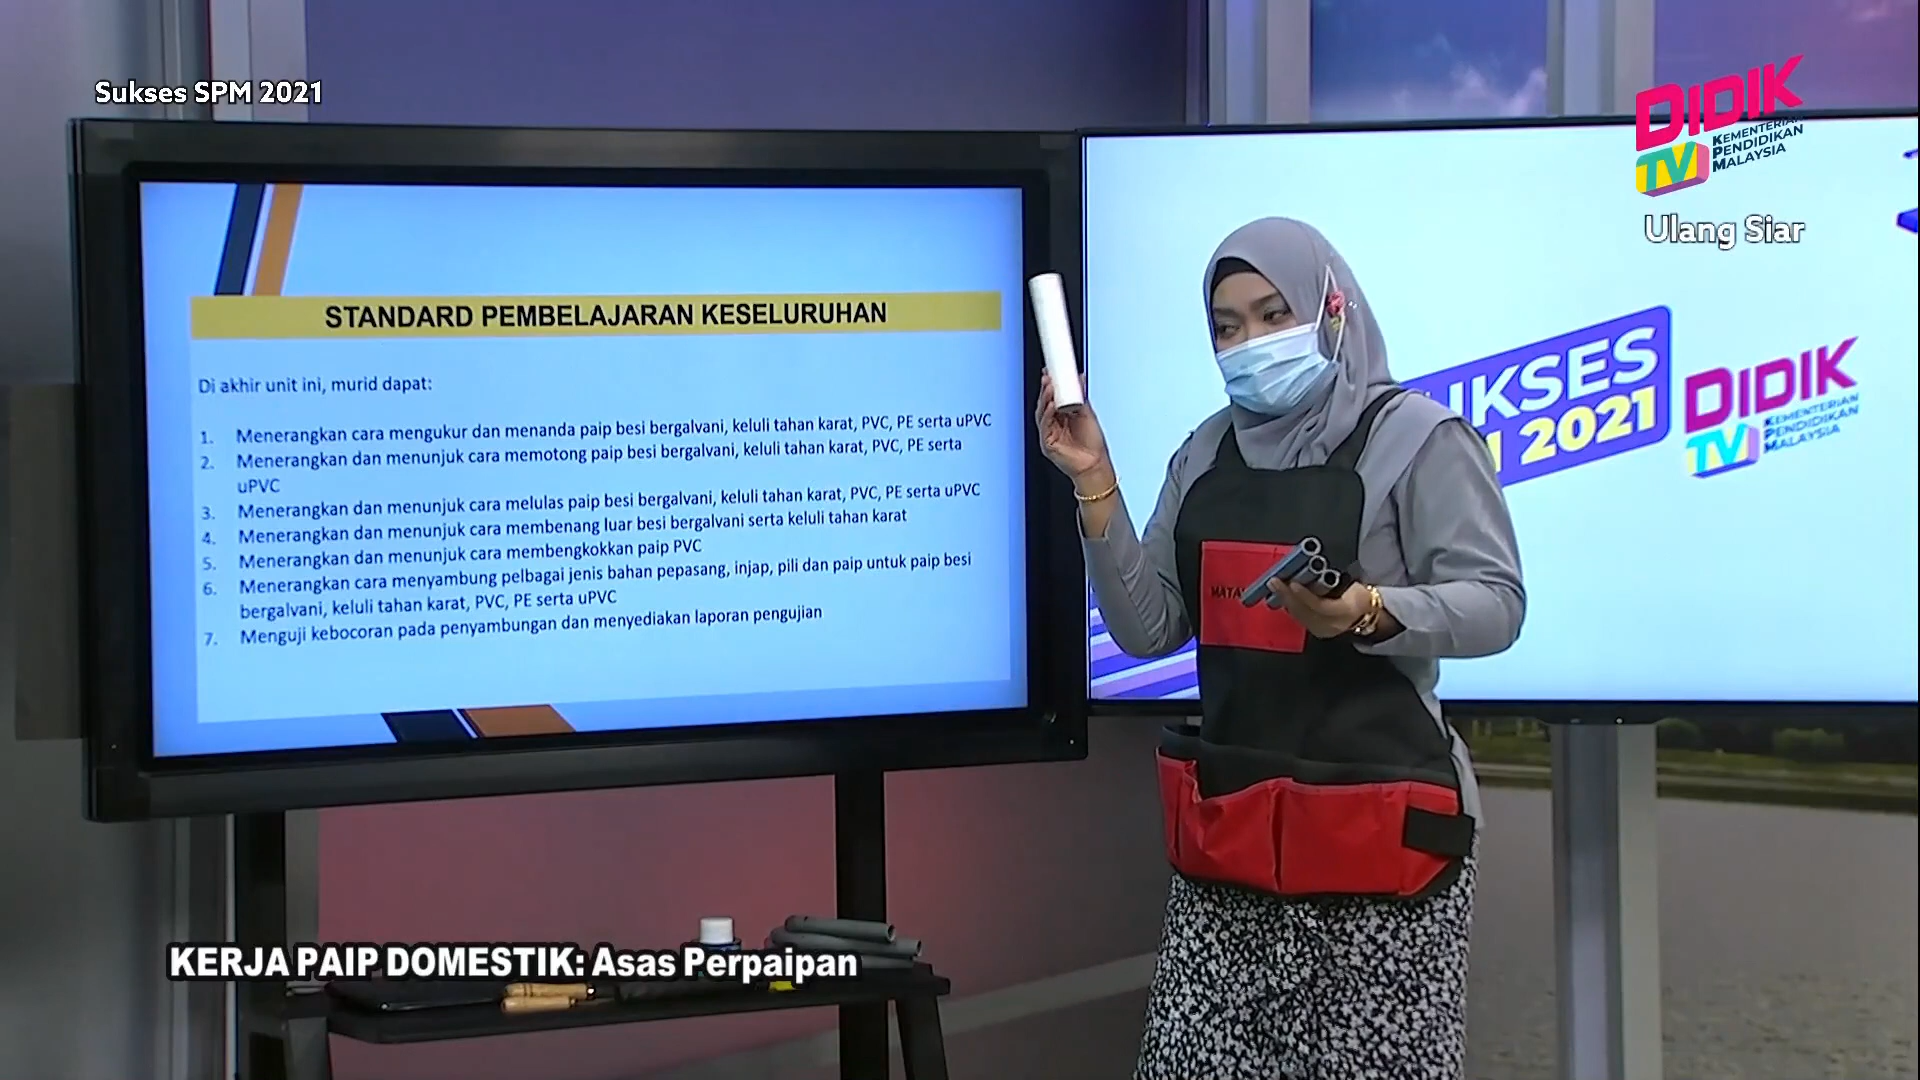 Sukses SPM 2021
DIDIK
TV
KEMENTERIAN
PENDIDIKAN
MALAYSIA
Ulang Siar
STANDARD PEMBELAJARAN KESELURUHAN
Di akhir unit ini, murid dapat:
1. Menerangkan cara mengukur dan menanda paip besi bergalvani, keluli tahan karat, PVC, PE serta uPVC
2. Menerangkan dan menunjuk cara memotong paip besi bergalvani, keluli tahan karat, PVC, PE serta
uPVC
3. Menerangkan dan menunjuk cara melulas paip besi bergalvani, keluli tahan karat, PVC, PE serta uPVC
4. Menerangkan dan menunjuk cara membenang luar besi bergalvani serta keluli tahan karat
5. Menerangkan dan menunjuk cara membengkokkan paip PVC
6. Menerangkan cara menyambung pelbagai jenis bahan pepasang, injap, pili dan paip untuk paip besi
bergalvani, keluli tahan karat, PVC, PE serta uPVC
7. Menguji kebocoran pada penyambungan dan menyediakan laporan pengujian
UKSES
2021
DIDIK
TV
KEMENTERIAN
PENDIDIKAN
MALAYSIA
KERJA PAIP DOMESTIK: Asas Perpaipan